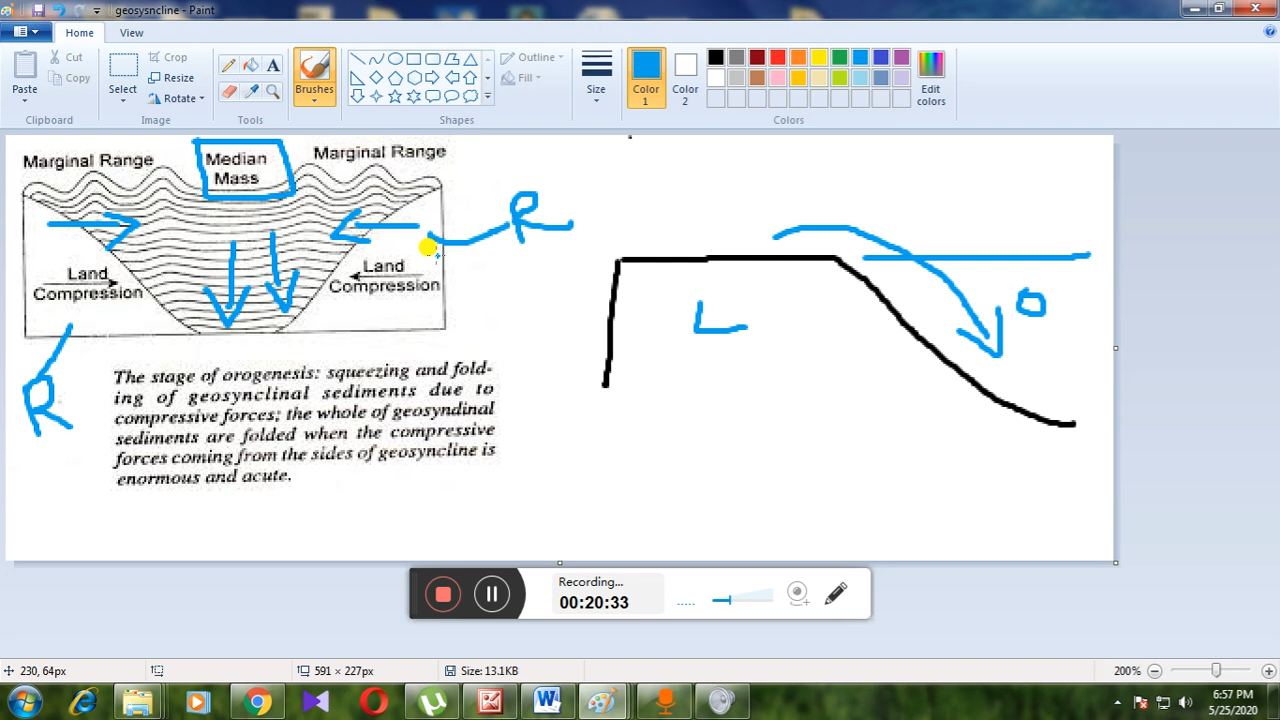 geosysncline - Paint
Home
View
Paste
Cut
Copy
Clipboard
Select
Crop
Resize
Rotate
Image
Tools
Brushes
Shapes
Outline
Fill
Size
Color 1
Color 2
Edit colors
Colors
Marginal Range
Median Mass
Marginal Range
R
Land Compression
Land Compression
R
L
O
The stage of orogenesis: squeezing and fold-
ing of geosynclinal sediments due to
compressive forces; the whole of geosyndinal
sediments are folded when the compressive
forces coming from the sides of geosyncline is
enormous and acute.
Recording...
00:20:33
230, 64px
591 × 227px
Size: 13.1KB
200%
6:57 PM
5/25/2020